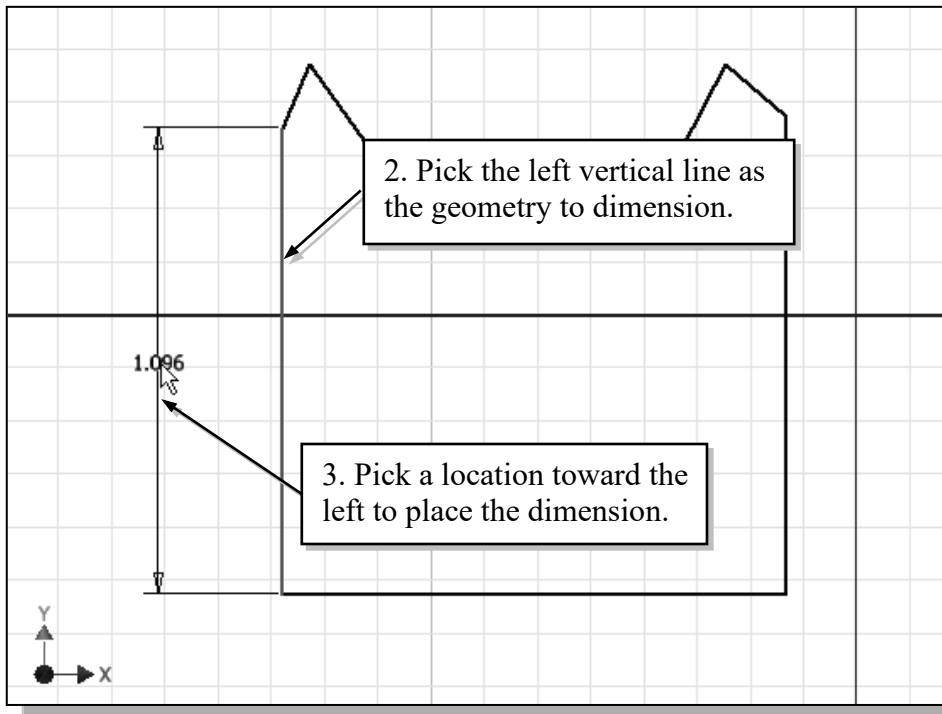 2. Pick the left vertical line as
the geometry to dimension.
1.096
3. Pick a location toward the
left to place the dimension.
Y
X